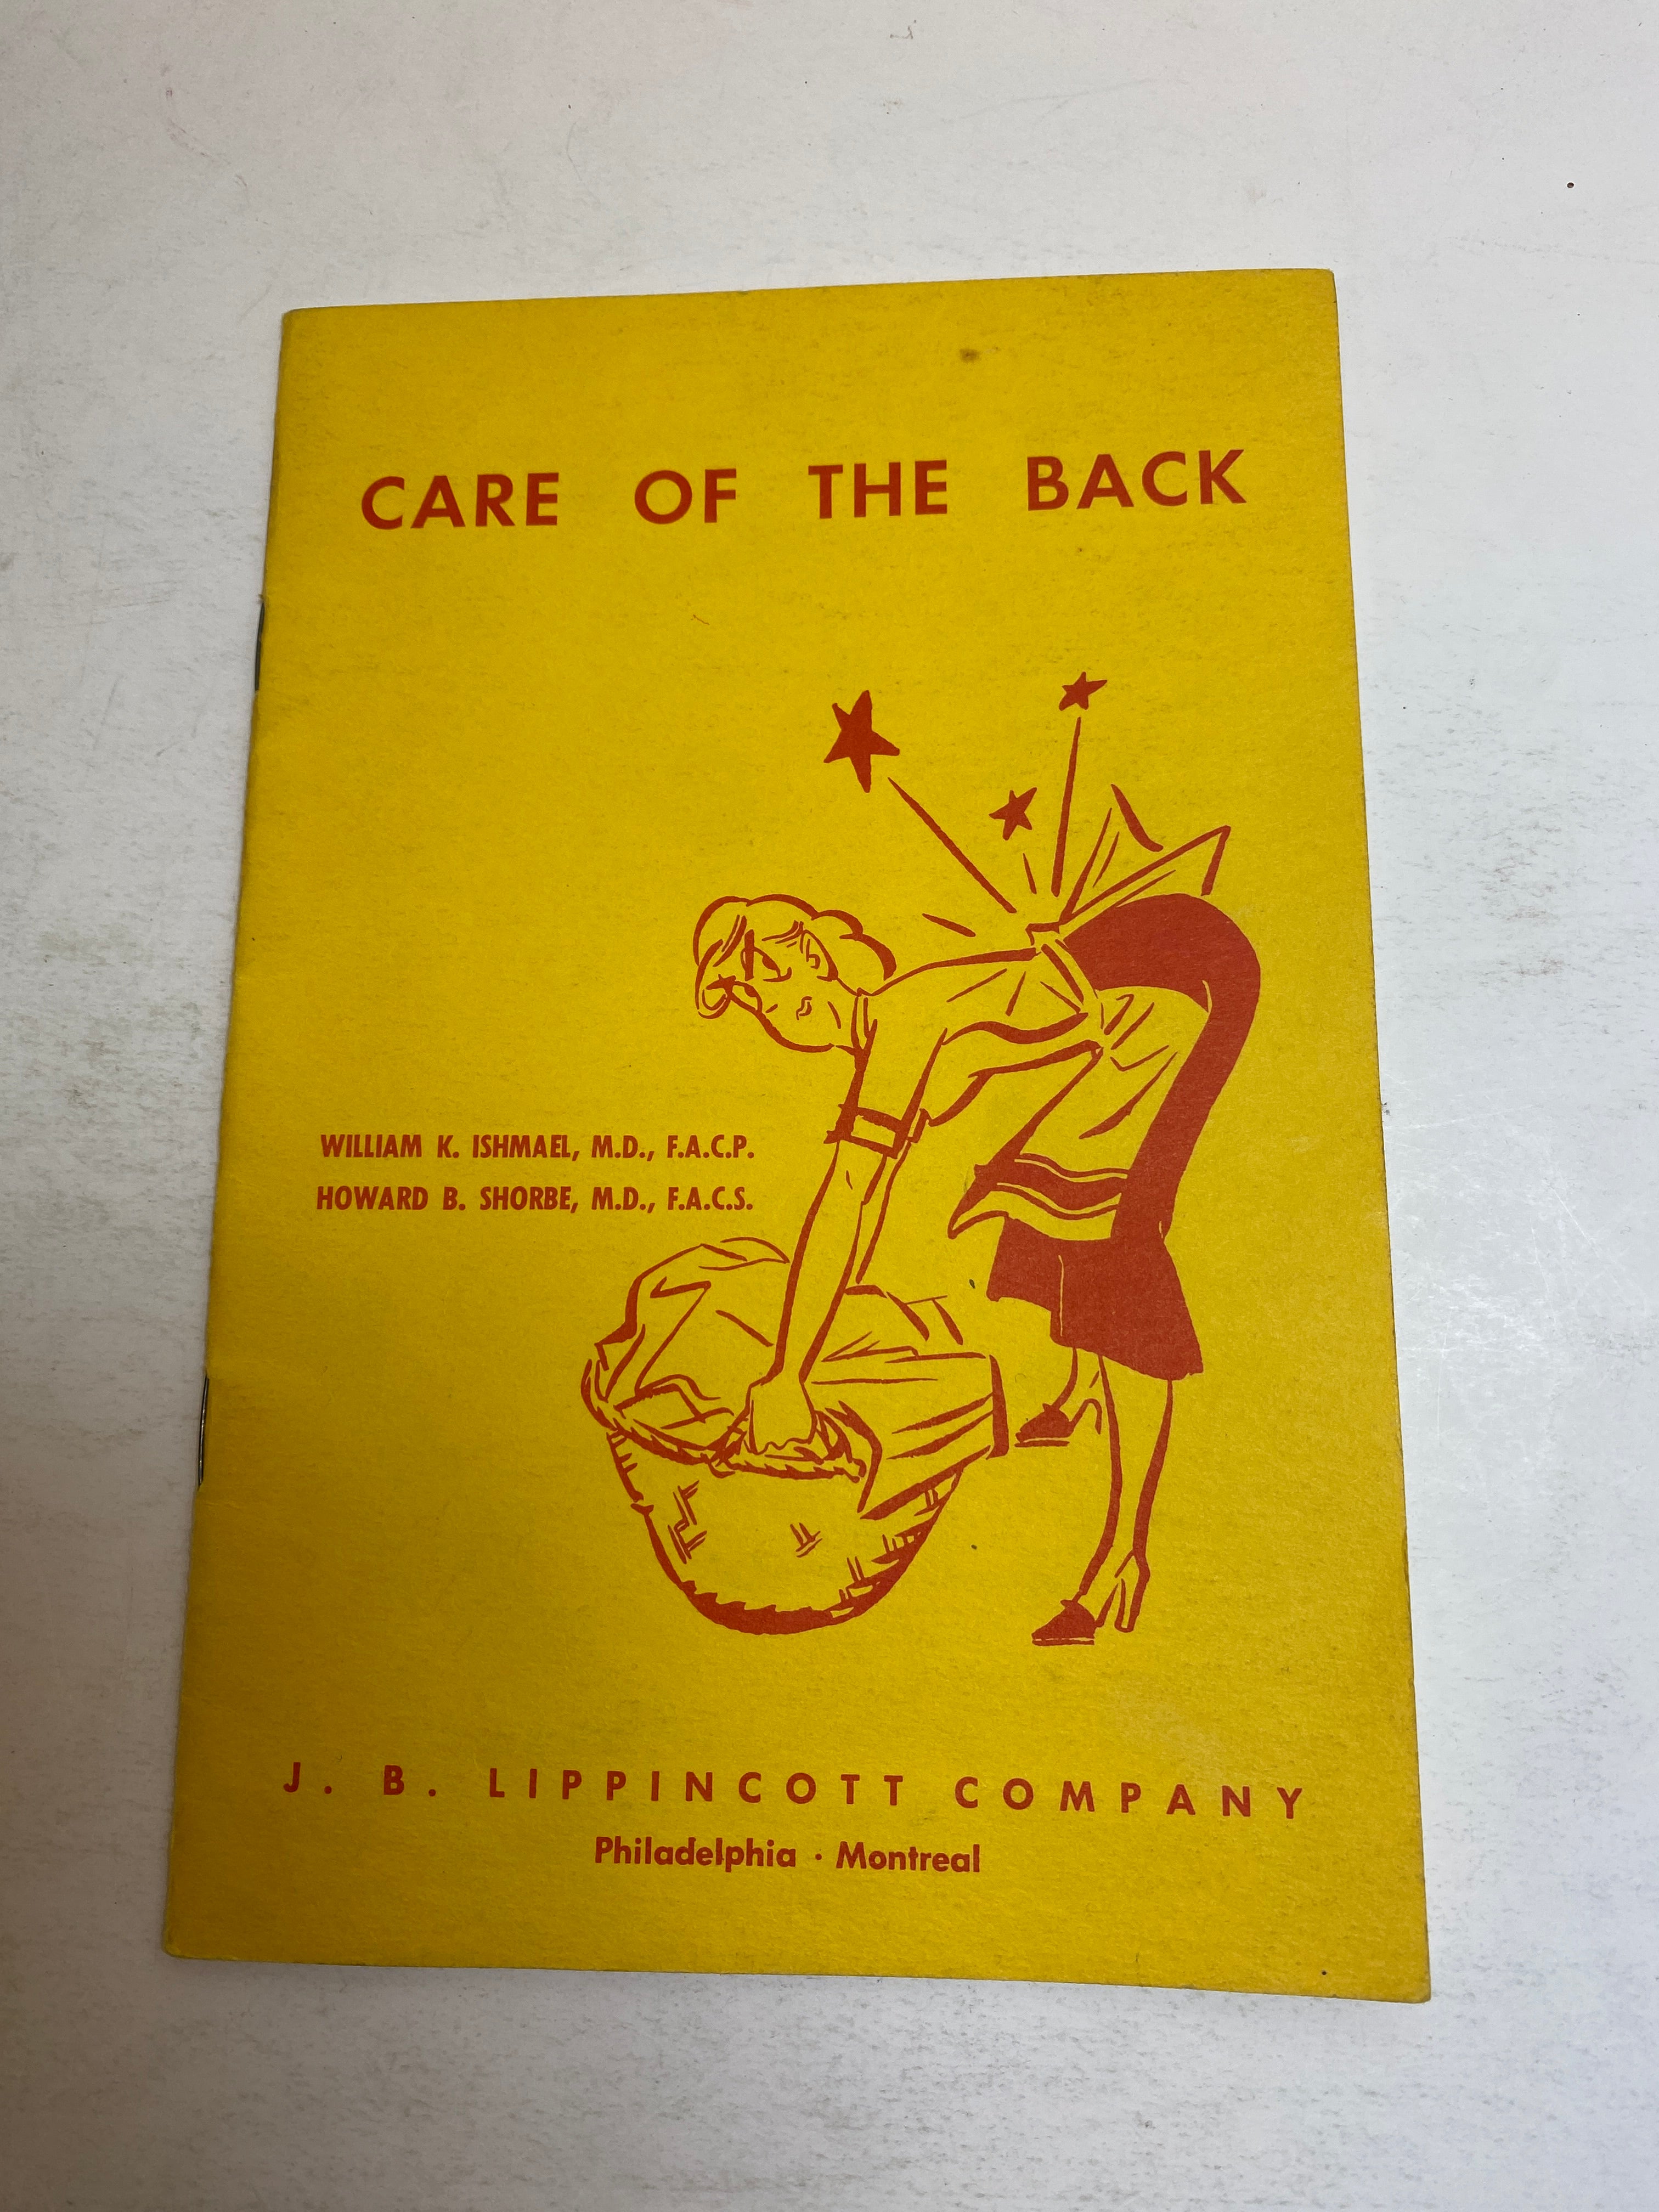 CARE OF THE BACK
WILLIAM K. ISHMAEL, M.D., F.A.C.P.
HOWARD B. SHORBE, M.D., F.A.C.S.
J. B. LIPPINCOTT COMPANY
Philadelphia · Montreal